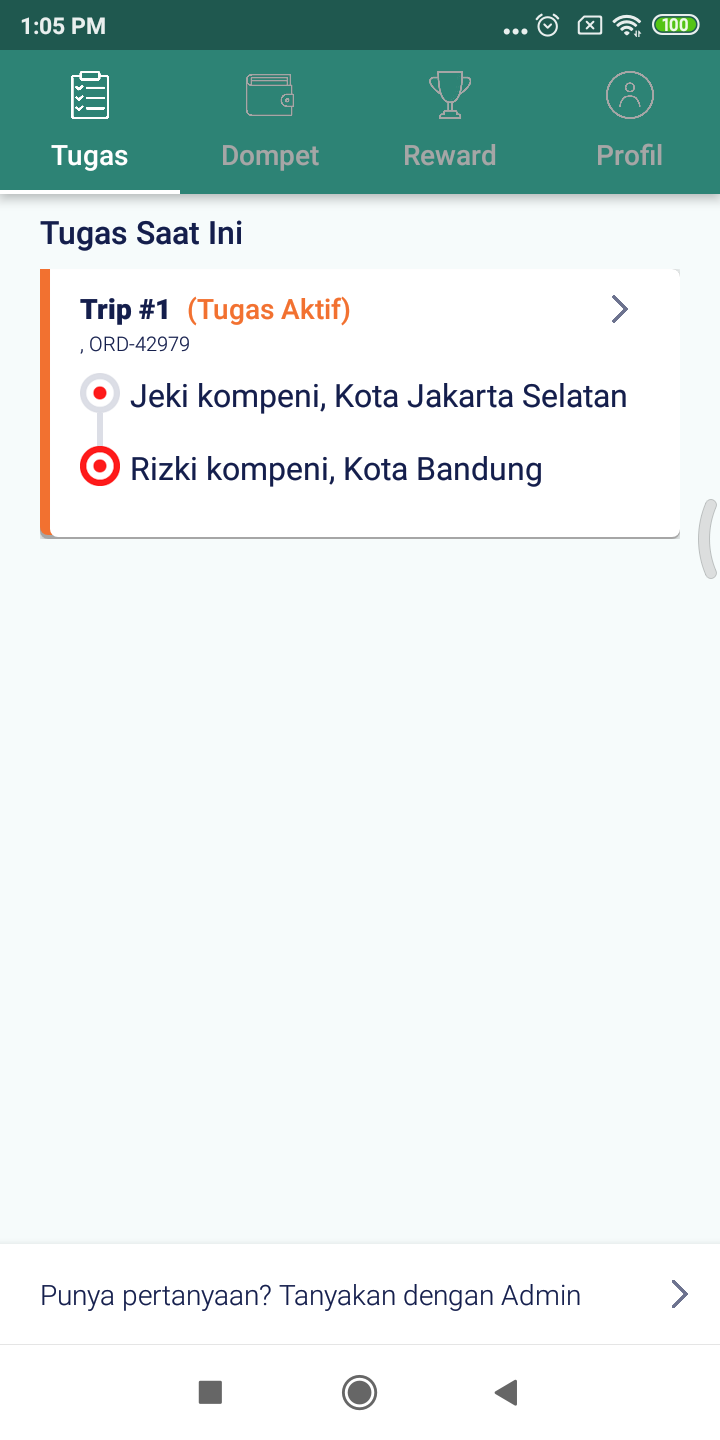 1:05 PM
100
Tugas
Dompet
Reward
Profil
Tugas Saat Ini
Trip #1 (Tugas Aktif)
, ORD-42979
Jeki kompeni, Kota Jakarta Selatan
Rizki kompeni, Kota Bandung
Punya pertanyaan? Tanyakan dengan Admin